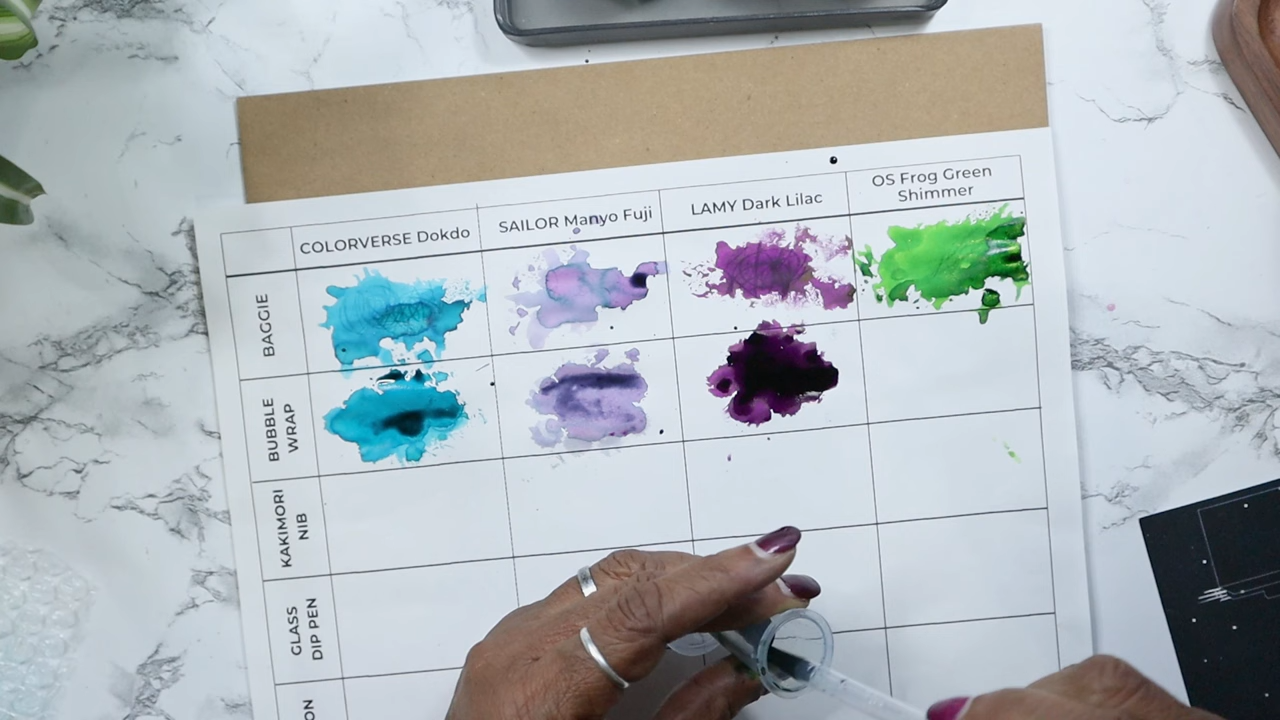 COLORVERSE Dokdo
SAILOR Manyo Fuji
LAMY Dark Lilac
OS Frog Green
Shimmer
BAGGIE
BUBBLE
WRAP
KAKIMORI
NIB
GLASS
DIP PEN